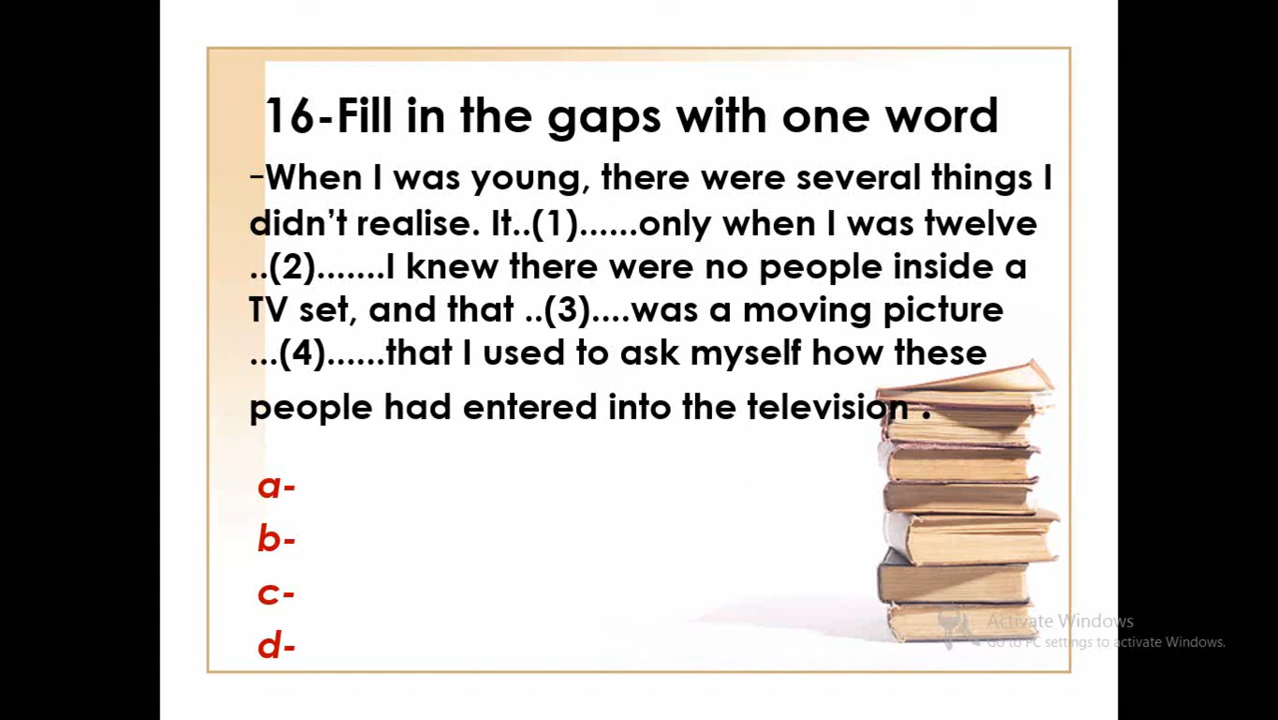 16-Fill in the gaps with one word
-When I was young, there were several things I
didn't realise. It..(1)......only when I was twelve
..(2).......I knew there were no people inside a
TV set, and that ..(3)....was a moving picture
...(4)......that I used to ask myself how these
people had entered into the television .
a-
b-
c-
d-
Activate Windows
Go to PC settings to activate Windows.